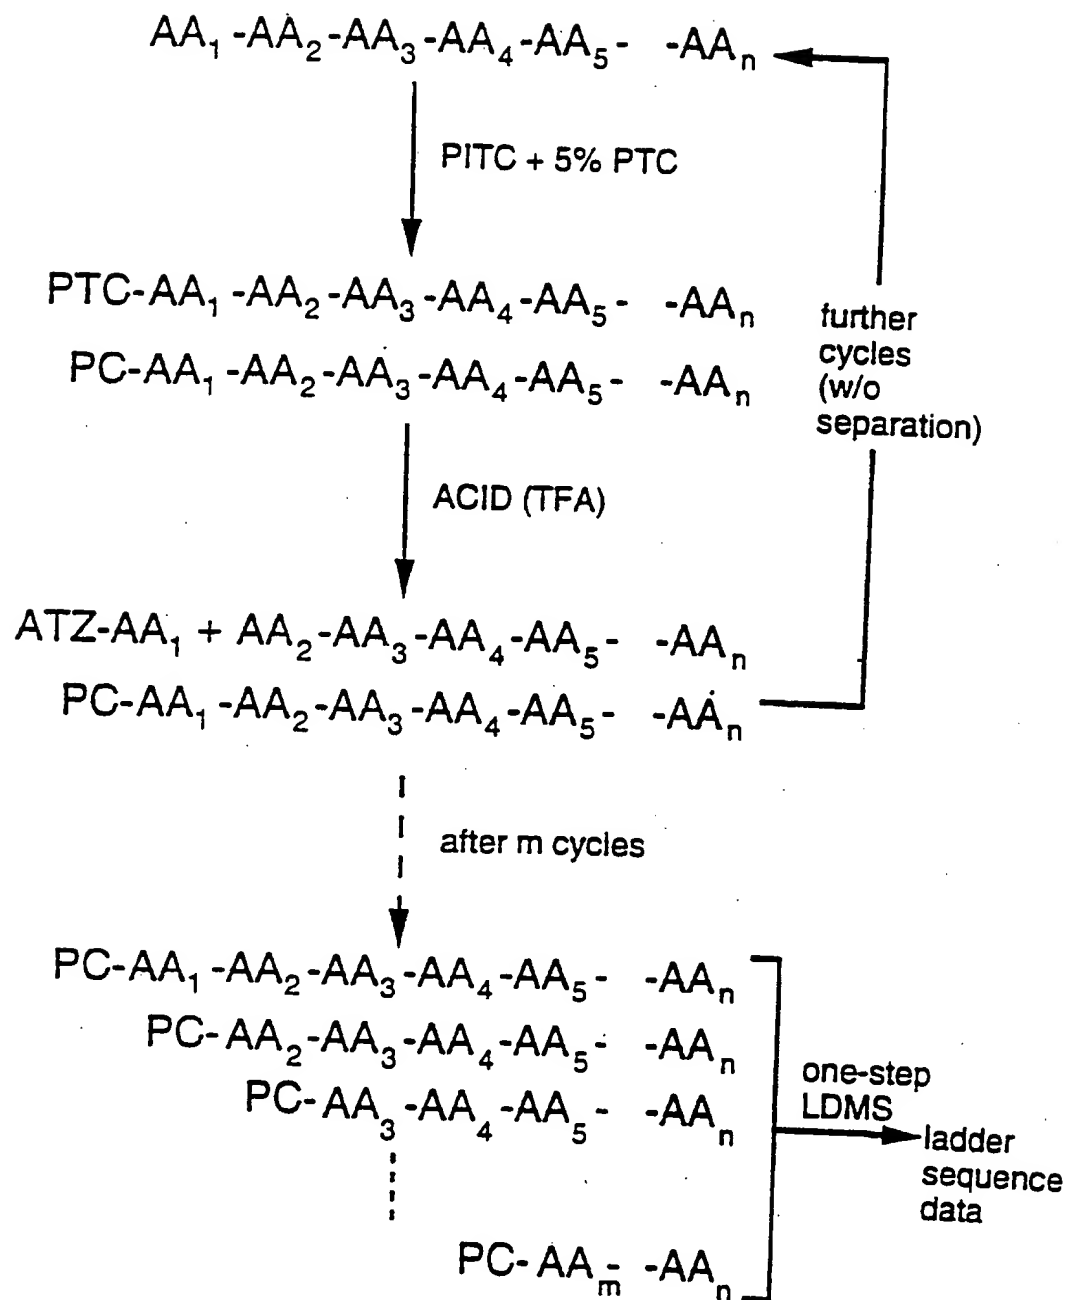 AA₁ -AA₂-AA₃-AA₄-AA₅- -AAₙ
PITC + 5% PTC
PTC-AA₁ -AA₂-AA₃-AA₄-AA₅- -AAₙ
PC-AA₁ -AA₂-AA₃-AA₄-AA₅- -AAₙ
further
cycles
(w/o
separation)
ACID (TFA)
ATZ-AA₁ + AA₂-AA₃-AA₄-AA₅- -AAₙ
PC-AA₁ -AA₂-AA₃-AA₄-AA₅- -AAₙ
after m cycles
PC-AA₁ -AA₂-AA₃-AA₄-AA₅- -AAₙ
PC- AA₂-AA₃-AA₄-AA₅- -AAₙ
PC- AA₃-AA₄-AA₅- -AAₙ
PC- AAₘ- -AAₙ
one-step
LDMS
ladder
sequence
data